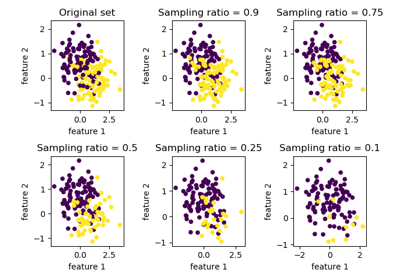 Original set
Sampling ratio = 0.9
Sampling ratio = 0.75
2
1
0
−1
feature 2
0.0
2.5
feature 1
2
1
0
−1
feature 2
0.0
2.5
feature 1
2
1
0
−1
feature 2
0.0
2.5
feature 1
Sampling ratio = 0.5
Sampling ratio = 0.25
Sampling ratio = 0.1
2
1
0
−1
feature 2
0.0
2.5
feature 1
2
1
0
−1
feature 2
0.0
2.5
feature 1
2
1
0
−1
feature 2
−2
0
2
feature 1